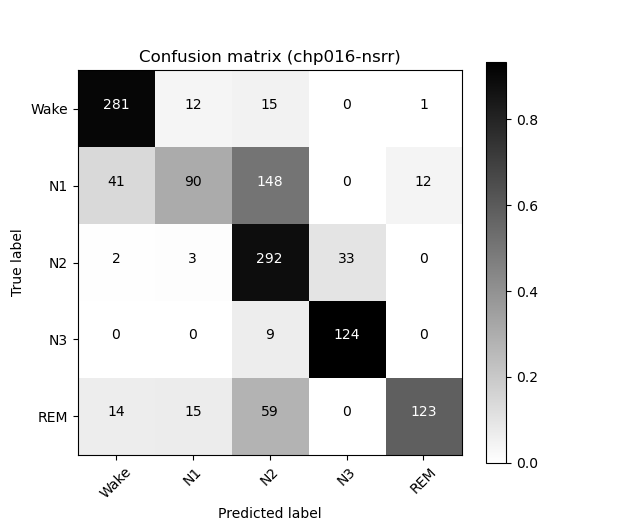 Confusion matrix (chp016-nsrr)
Wake 281 12 15 0 1
N1 41 90 148 0 12
N2 2 3 292 33 0
N3 0 0 9 124 0
REM 14 15 59 0 123
Wake N1 N2 N3 REM
Predicted label
True label
0.8
0.6
0.4
0.2
0.0